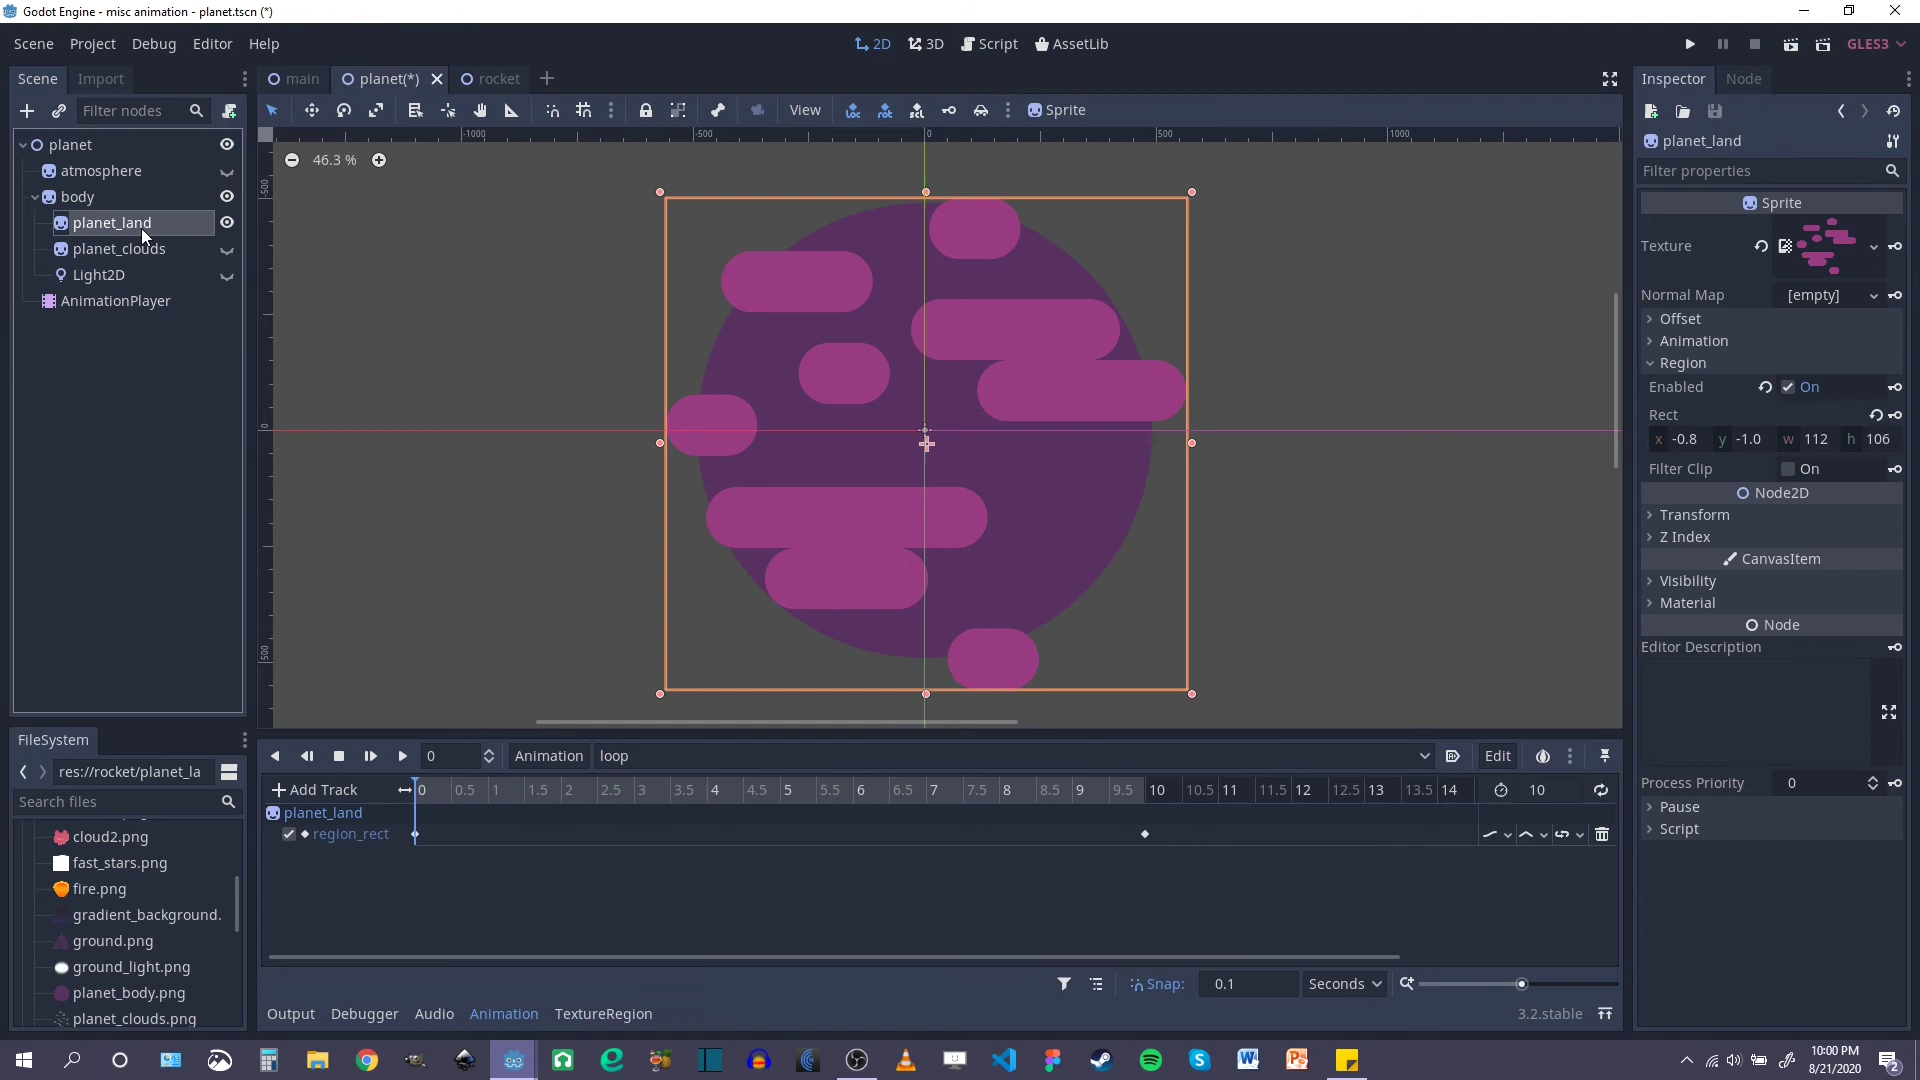 Godot Engine - misc animation - planet.tscn (*)
Scene Project Debug Editor Help
2D 3D Script AssetLib
GLES3
Scene Import
main planet(*) rocket
Inspector Node
Filter nodes
View
Sprite
-1000 -500 0 500 1000
46.3 %
-500
0
500
planet
atmosphere
body
planet_land
planet_clouds
Light2D
AnimationPlayer
planet_land
Filter properties
Sprite
Texture
Normal Map [empty]
Offset
Animation
Region
Enabled On
Rect
x -0.8 y -1.0 w 112 h 106
Filter Clip On
Node2D
Transform
Z Index
CanvasItem
Visibility
Material
Node
Editor Description
Process Priority 0
Pause
Script
FileSystem
res://rocket/planet_la
Search files
cloud2.png
fast_stars.png
fire.png
gradient_background.
ground.png
ground_light.png
planet_body.png
planet_clouds.png
0 Animation loop Edit
Add Track 0 0.5 1 1.5 2 2.5 3 3.5 4 4.5 5 5.5 6 6.5 7 7.5 8 8.5 9 9.5 10 10.5 11 11.5 12 12.5 13 13.5 14 10
planet_land
region_rect
Snap: 0.1 Seconds
Output Debugger Audio Animation TextureRegion 3.2.stable
10:00 PM
8/21/2020
2